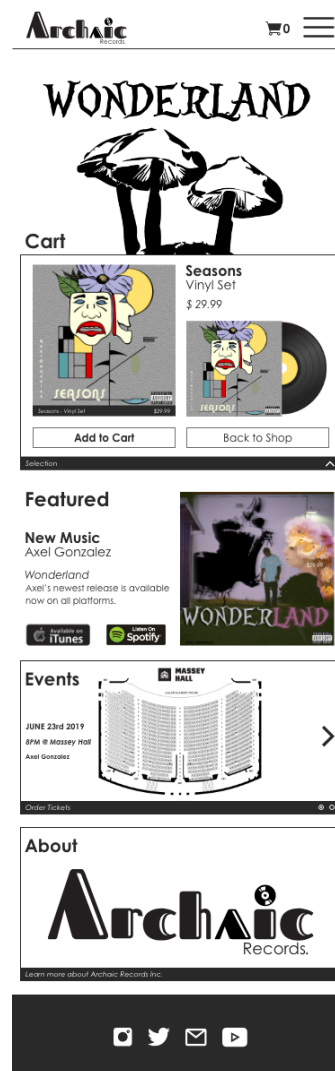 Archaic
Records.
0
WONDERLAND
Cart
Seasons
Vinyl Set
$ 29.99
SEASONS
Seasons - Vinyl Set
$29.99
SEASONS
Add to Cart
Back to Shop
Selection
Featured
New Music
Axel Gonzalez
Wonderland
Axel's newest release is available
now on all platforms.
Available on
iTunes
Listen On
Spotify
WONDERLAND
Events
MASSEY
HALL
JUNE 23rd 2019
8PM @ Massey Hall
Axel Gonzalez
Order Tickets
About
Archaic
Records.
Learn more about Archaic Records Inc.